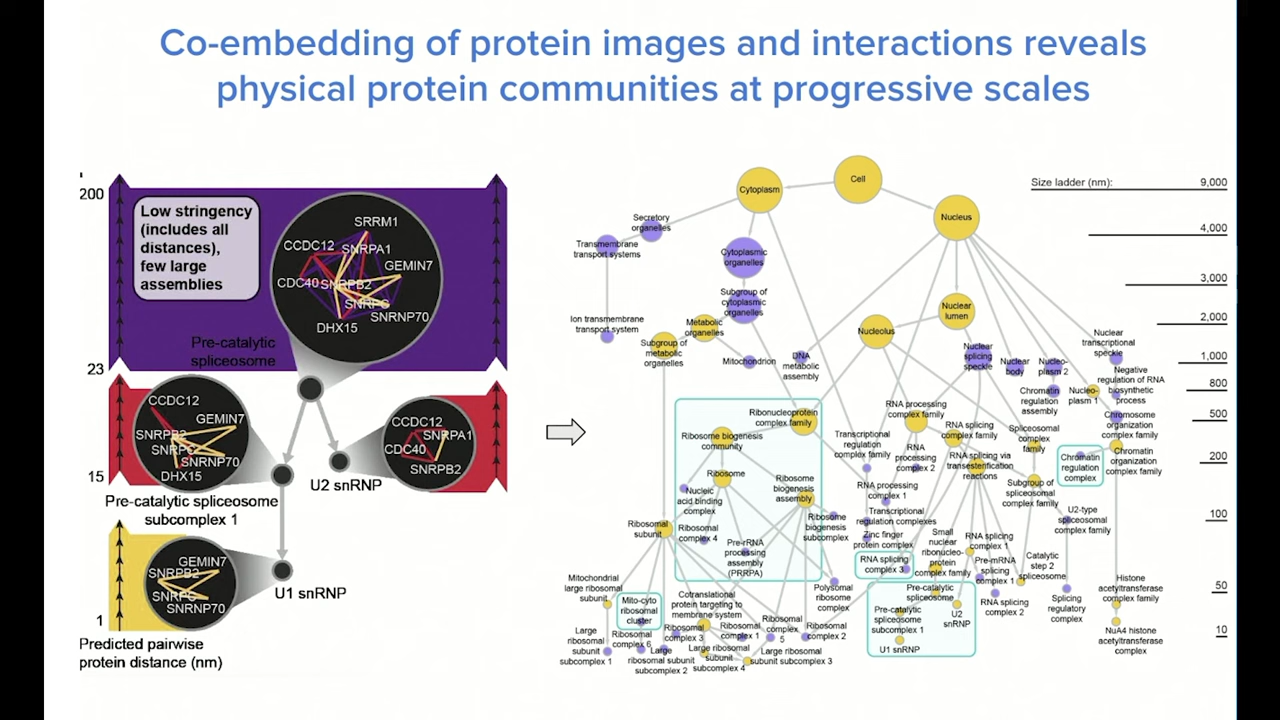 Co-embedding of protein images and interactions reveals
physical protein communities at progressive scales
200
Low stringency
(includes all
distances),
few large
assemblies
SRRM1
CCDC12
SNRPA1
GEMIN7
CDC40
SNRPB2
SNRPC
SNRNP70
DHX15
Pre-catalytic
spliceosome
23
CCDC12
GEMIN7
SNRPB2
SNRPC
SNRNP70
DHX15
CCDC12
SNRPA1
CDC40
SNRPB2
15
Pre-catalytic spliceosome
subcomplex 1
U2 snRNP
GEMIN7
SNRPB2
SNRPC
SNRNP70
U1 snRNP
1
Predicted pairwise
protein distance (nm)
Cell
Cytoplasm
Nucleus
Size ladder (nm):
9,000
4,000
3,000
2,000
1,000
800
500
200
100
50
10
Secretory
organelles
Transmembrane
transport systems
Cytoplasmic
organelles
Subgroup of
cytoplasmic
organelles
Ion transmembrane
transport system
Metabolic
organelles
Subgroup of
metabolic
organelles
Mitochondrion
DNA
metabolic
assembly
Nucleolus
Nuclear
lumen
Nuclear
splicing
speckle
Nuclear
body
Nucleo-
plasm 2
Nuclear
transcriptional
speckle
Chromatin
regulation
assembly
Nucleo-
plasm 1
Negative
regulation of RNA
biosynthetic
process
Chromosome
organization
complex family
Ribonucleoprotein
complex family
Ribosome biogenesis
community
Ribosome
Nucleic
acid binding
complex
Ribosome
biogenesis
assembly
Ribosomal
subunit
Ribosomal
complex 4
Pre-rRNA
processing
assembly
(PRRPA)
Ribosome
biogenesis
subcomplex
RNA processing
complex family
Transcriptional
regulation
complex family
RNA
processing
complex 2
RNA splicing
complex family
RNA splicing via
transesterification
reactions
Spliceosomal
complex
family
Chromatin
regulation
complex
Chromatin
organization
complex family
RNA processing
complex 1
Subgroup of
spliceosomal
complex family
Transcriptional
regulation complexes
U2-type
spliceosomal
complex family
Zinc finger
protein complex
Small
nuclear
ribonucleo-
protein
complex family
RNA splicing
complex 1
RNA splicing
complex 3
Pre-mRNA
splicing
complex 1
Catalytic
step 2
spliceosome
Mitochondrial
large ribosomal
subunit
Mito-cyto
ribosomal
cluster
Cotranslational
protein targeting to
membrane system
Polysomal
ribosome
complex
Pre-catalytic
spliceosome
Pre-catalytic
spliceosome
subcomplex 1
U2
snRNP
U1 snRNP
RNA splicing
complex 2
Splicing
regulatory
complex
Histone
acetyltransferase
complex family
NuA4 histone
acetyltransferase
complex
Large
ribosomal
subunit
subcomplex 1
Ribosomal
complex 6
Ribosomal
complex 3
Ribosomal
complex 1
Ribosomal
complex
5
Ribosomal
complex 2
Large
ribosomal subunit
subcomplex 2
Large ribosomal
subunit
subcomplex 4
Large ribosomal
subunit subcomplex 3